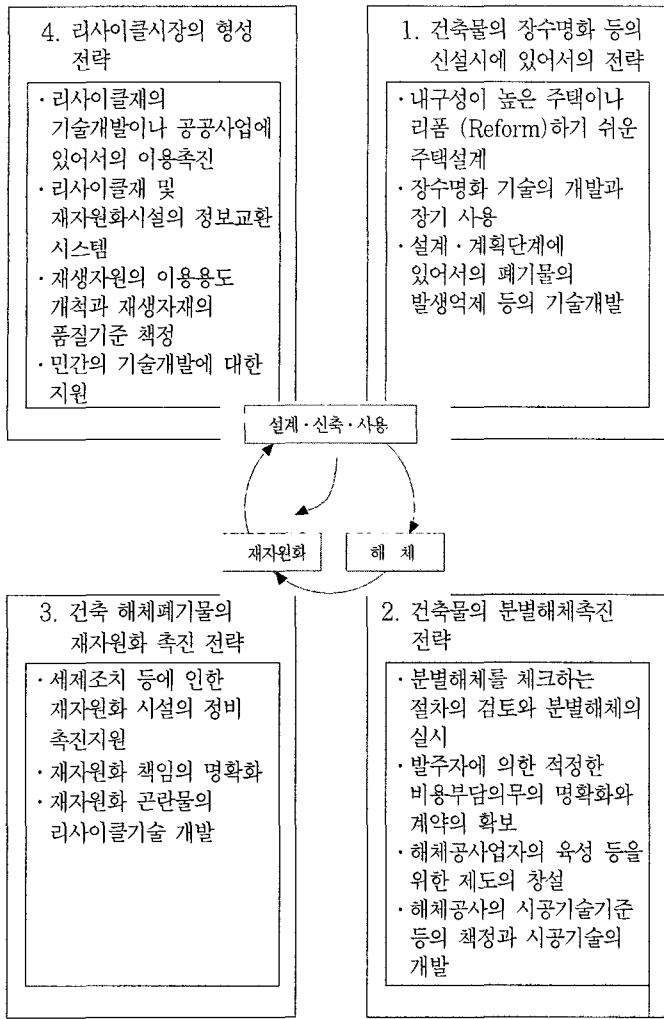 4. 리사이클시장의 형성
전략
· 리사이클재의
기술개발이나 공공사업에
있어서의 이용촉진
· 리사이클재 및
재자원화시설의 정보교환
시스템
· 재생자원의 이용용도
개척과 재생자재의
품질기준 책정
· 민간의 기술개발에 대한
지원
1. 건축물의 장수명화 등의
신설시에 있어서의 전략
· 내구성이 높은 주택이나
리폼 (Reform)하기 쉬운
주택설계
· 장수명화 기술의 개발과
장기 사용
· 설계·계획단계에
있어서의 폐기물의
발생억제 등의 기술개발
설계·신축·사용
재자원화
해 체
3. 건축 해체폐기물의
재자원화 촉진 전략
· 세제조치 등에 인한
재자원화 시설의 정비
촉진지원
· 재자원화 책임의 명확화
· 재자원화 곤란물의
리사이클기술 개발
2. 건축물의 분별해체촉진
전략
· 분별해체를 체크하는
절차의 검토와 분별해체의
실시
· 발주자에 의한 적정한
비용부담의무의 명확화와
계약의 확보
· 해체공사업자의 육성 등을
위한 제도의 창설
· 해체공사의 시공기술기준
등의 책정과 시공기술의
개발